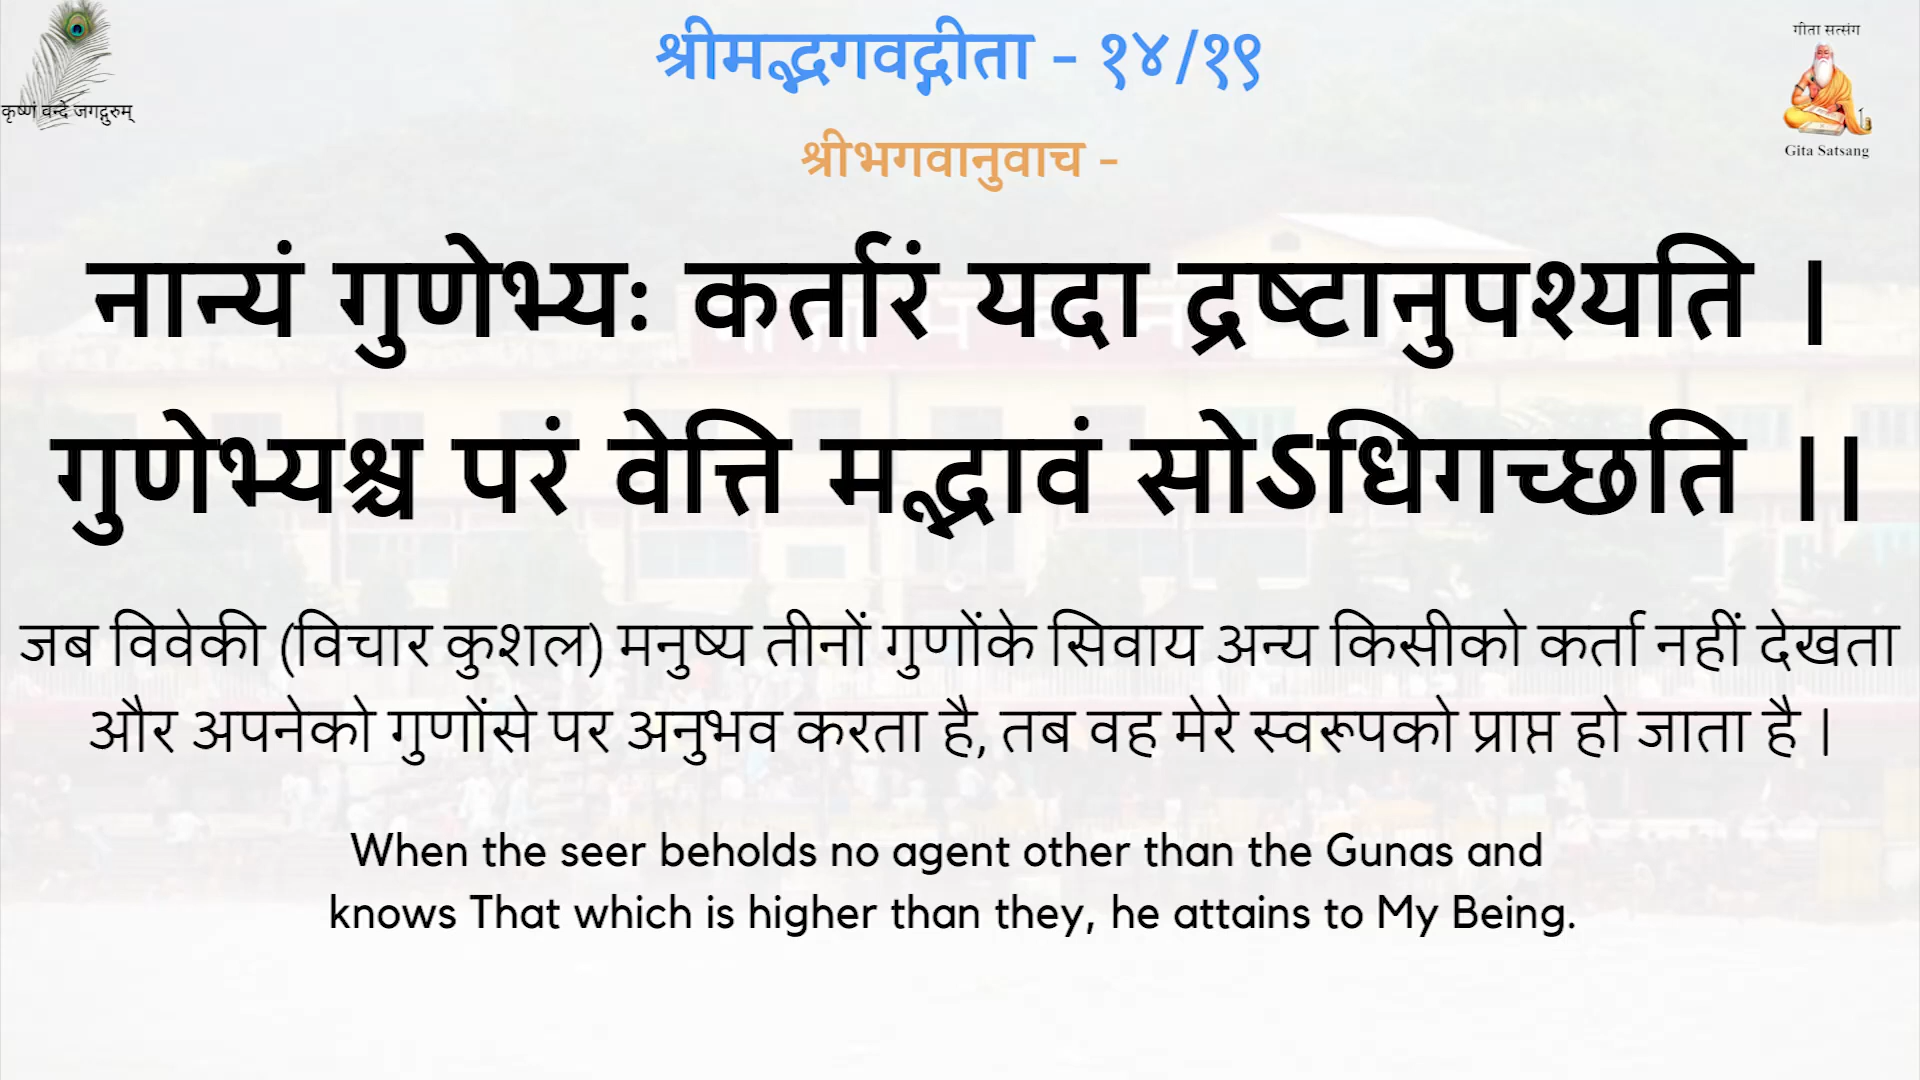 श्रीमद्भगवद्गीता - १४/१९
गीता सत्संग
कृष्णं वन्दे जगद्गुरुम्
Gita Satsang
श्रीभगवानुवाच -
नान्यं गुणेभ्यः कर्तारं यदा द्रष्टानुपश्यति ।
गुणेभ्यश्च परं वेत्ति मद्भावं सोऽधिगच्छति ।।
जब विवेकी (विचार कुशल) मनुष्य तीनों गुणोंके सिवाय अन्य किसीको कर्ता नहीं देखता
और अपनेको गुणोंसे पर अनुभव करता है, तब वह मेरे स्वरूपको प्राप्त हो जाता है |
When the seer beholds no agent other than the Gunas and
knows That which is higher than they, he attains to My Being.